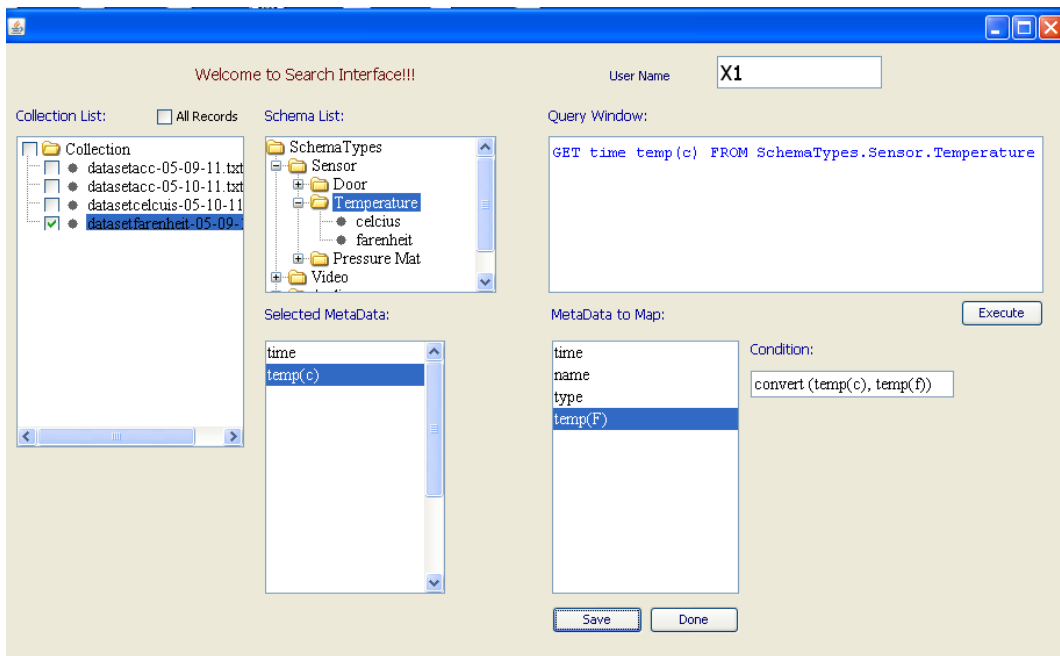 Welcome to Search Interface!!!
User Name
X1
Collection List:
All Records
Collection
datasetacc-05-09-11.txt
datasetacc-05-10-11.txt
datasetcelcuis-05-10-11
datasetfarenheit-05-09-
Schema List:
SchemaTypes
Sensor
Door
Temperature
celcius
farenheit
Pressure Mat
Video
Query Window:
GET time temp(c) FROM SchemaTypes.Sensor.Temperature
Execute
Selected MetaData:
time
temp(c)
MetaData to Map:
time
name
type
temp(F)
Condition:
convert (temp(c), temp(f))
Save
Done